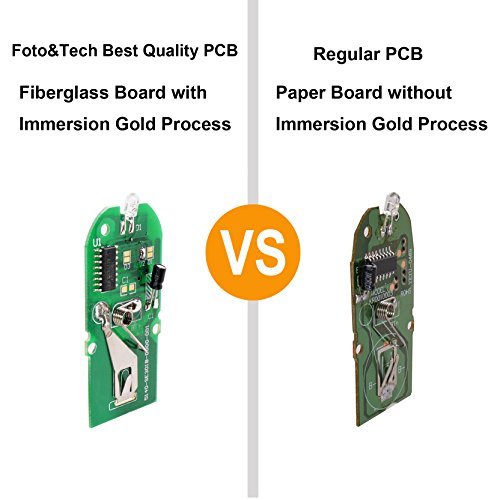 Foto&Tech Best Quality PCB
Fiberglass Board with
Immersion Gold Process
Regular PCB
Paper Board without
Immersion Gold Process
VS